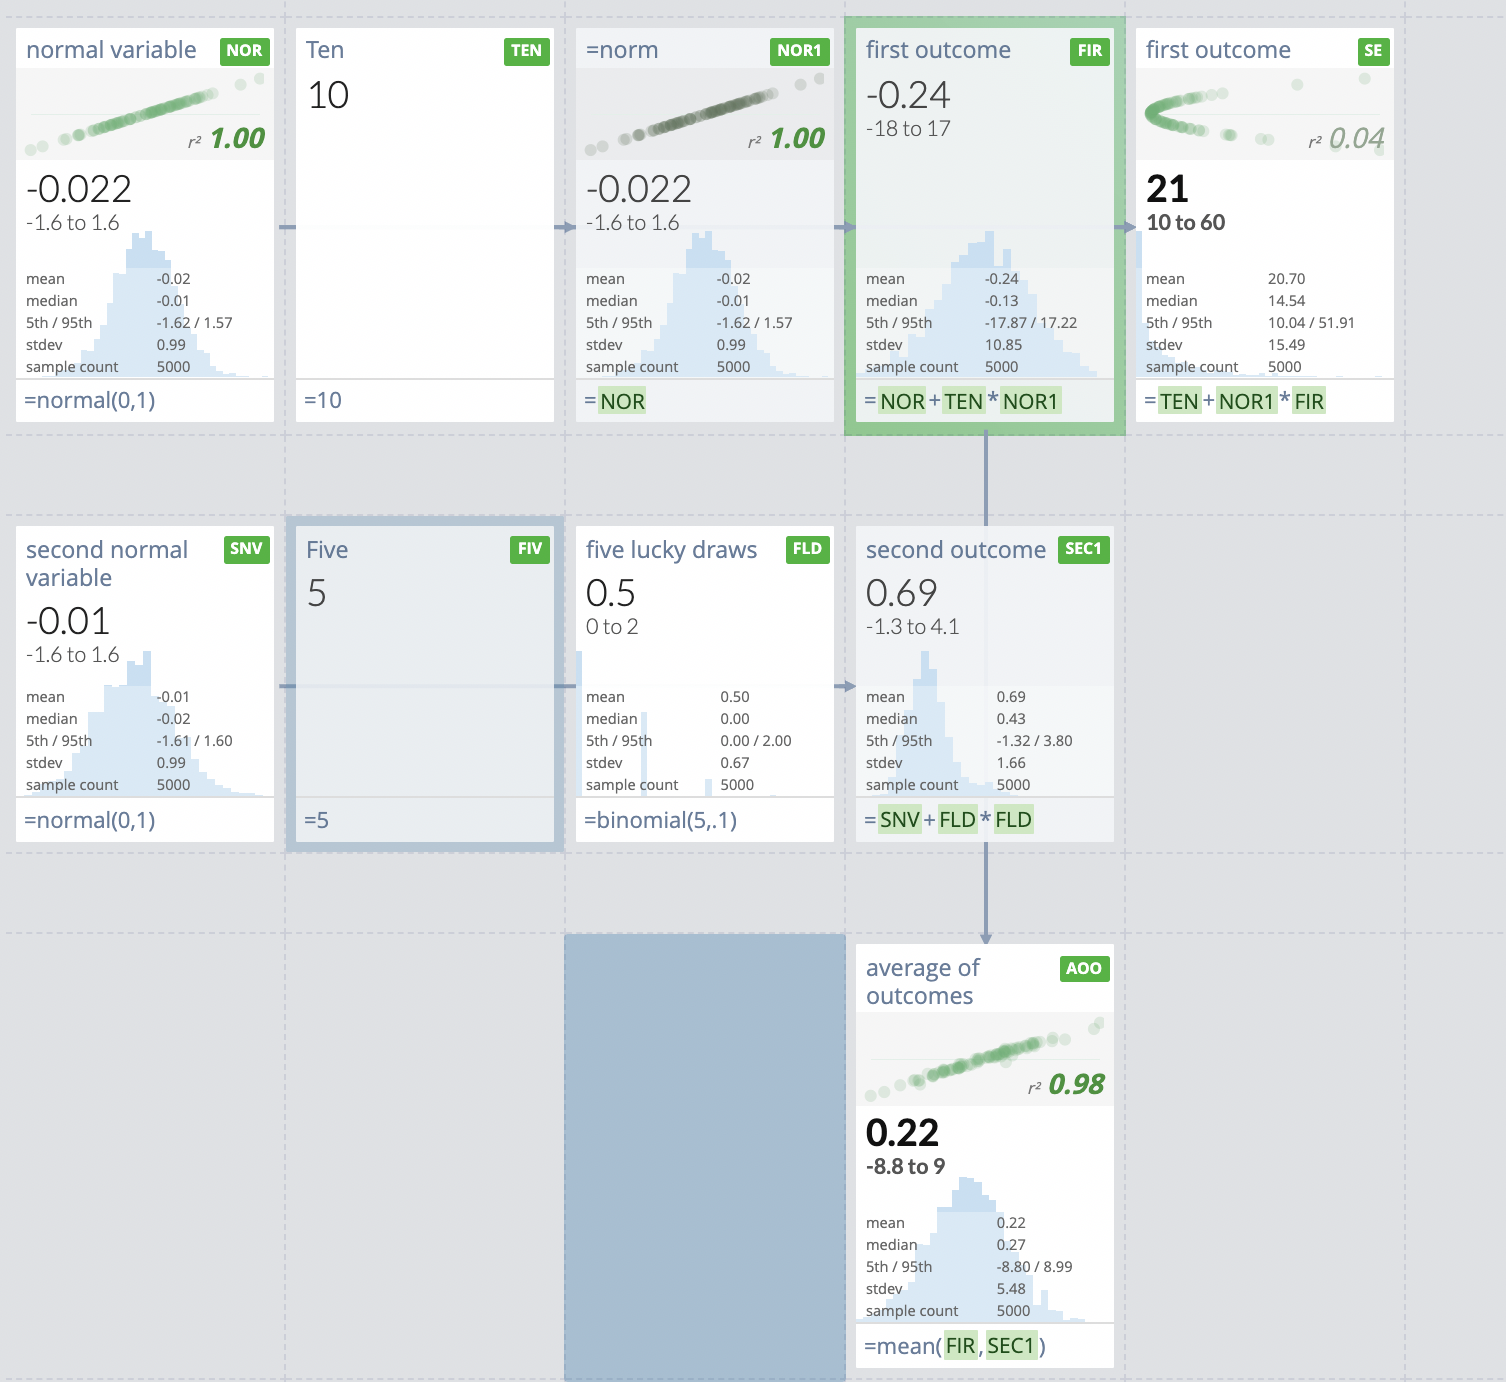 normal variable NOR
r² 1.00
-0.022
-1.6 to 1.6
mean -0.02
median -0.01
5th / 95th -1.62 / 1.57
stdev 0.99
sample count 5000
=normal(0,1)
Ten TEN
10
=10
=norm NOR1
r² 1.00
-0.022
-1.6 to 1.6
mean -0.02
median -0.01
5th / 95th -1.62 / 1.57
stdev 0.99
sample count 5000
= NOR
first outcome FIR
-0.24
-18 to 17
mean -0.24
median -0.13
5th / 95th -17.87 / 17.22
stdev 10.85
sample count 5000
= NOR + TEN * NOR1
first outcome SE
r² 0.04
21
10 to 60
mean 20.70
median 14.54
5th / 95th 10.04 / 51.91
stdev 15.49
sample count 5000
= TEN + NOR1 * FIR
second normal SNV
variable
-0.01
-1.6 to 1.6
mean -0.01
median -0.02
5th / 95th -1.61 / 1.60
stdev 0.99
sample count 5000
=normal(0,1)
Five FIV
5
=5
five lucky draws FLD
0.5
0 to 2
mean 0.50
median 0.00
5th / 95th 0.00 / 2.00
stdev 0.67
sample count 5000
=binomial(5,.1)
second outcome SEC1
0.69
-1.3 to 4.1
mean 0.69
median 0.43
5th / 95th -1.32 / 3.80
stdev 1.66
sample count 5000
= SNV + FLD * FLD
average of AOO
outcomes
r² 0.98
0.22
-8.8 to 9
mean 0.22
median 0.27
5th / 95th -8.80 / 8.99
stdev 5.48
sample count 5000
=mean( FIR , SEC1 )